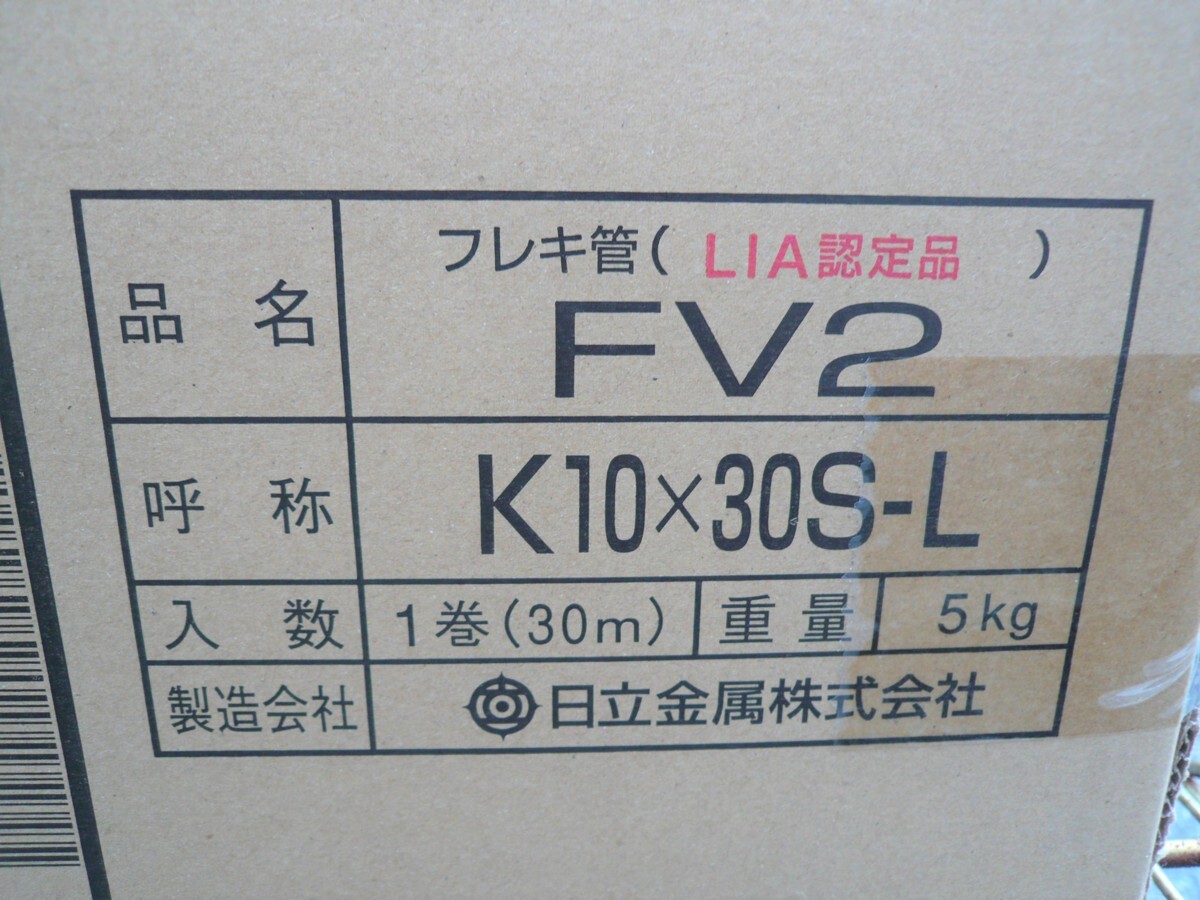 品名 フレキ管( LIA認定品 )
FV2
呼称 K10×30S-L
入数 1巻(30m) 重量 5kg
製造会社 日立金属株式会社